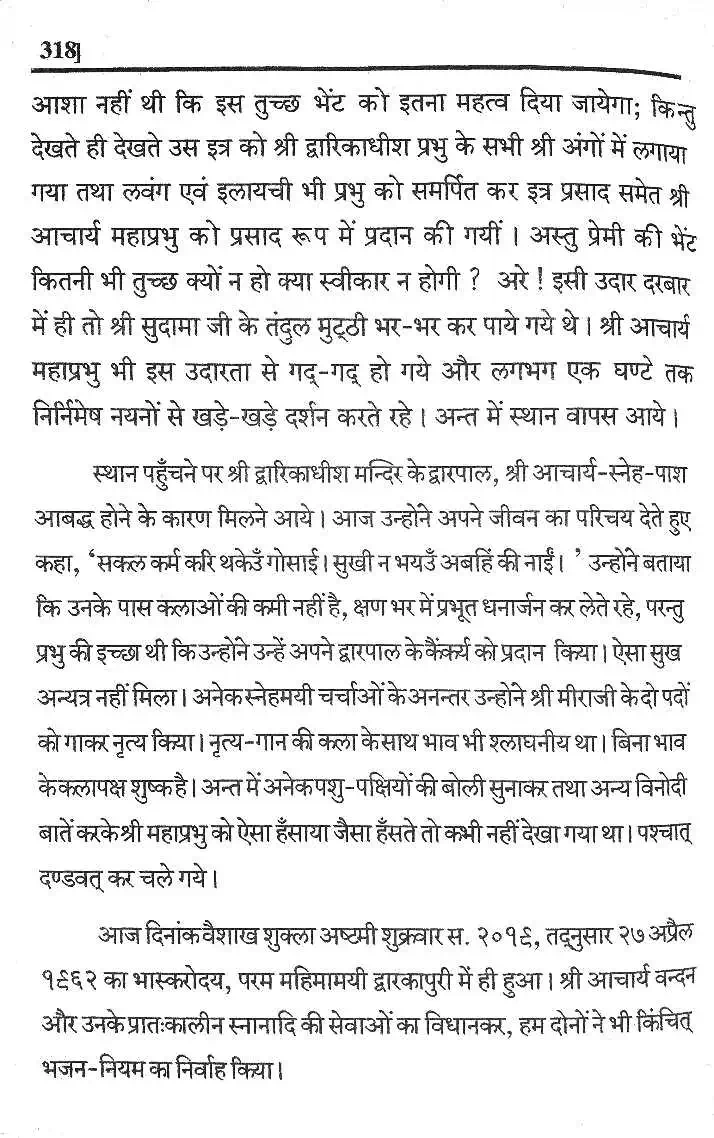 318]
आशा नहीं थी कि इस तुच्छ भेंट को इतना महत्व दिया जायेगा; किन्तु
देखते ही देखते उस इत्र को श्री द्वारिकाधीश प्रभु के सभी श्री अंगों में लगाया
गया तथा लवंग एवं इलायची भी प्रभु को समर्पित कर इत्र प्रसाद समेत श्री
आचार्य महाप्रभु को प्रसाद रूप में प्रदान की गयीं । अस्तु प्रेमी की भेंट
कितनी भी तुच्छ क्यों न हो क्या स्वीकार न होगी ? अरे ! इसी उदार दरबार
में ही तो श्री सुदामा जी के तंदुल मुट्ठी भर-भर कर पाये गये थे । श्री आचार्य
महाप्रभु भी इस उदारता से गद्-गद् हो गये और लगभग एक घण्टे तक
निर्निमेष नयनों से खड़े-खड़े दर्शन करते रहे । अन्त में स्थान वापस आये ।
स्थान पहुँचने पर श्री द्वारिकाधीश मन्दिर के द्वारपाल, श्री आचार्य-स्नेह-पाश
आबद्ध होने के कारण मिलने आये । आज उन्होंने अपने जीवन का परिचय देते हुए
कहा, ‘सकल कर्म करि थकेउँ गोसाई । सुखी न भयउँ अबहिं की नाईं । ’ उन्होंने बताया
कि उनके पास कलाओं की कमी नहीं है, क्षण भर में प्रभूत धनार्जन कर लेते रहे, परन्तु
प्रभु की इच्छा थी कि उन्होंने उन्हें अपने द्वारपाल के कैंकर्य को प्रदान किया । ऐसा सुख
अन्यत्र नहीं मिला । अनेक स्नेहमयी चर्चाओं के अनन्तर उन्होंने श्री मीराजी के दो पदों
को गाकर नृत्य किया । नृत्य-गान की कला के साथ भाव भी श्लाघनीय था । बिना भाव
के कलापक्ष शुष्क है । अन्त में अनेक पशु-पक्षियों की बोली सुनाकर तथा अन्य विनोदी
बातें करके श्री महाप्रभु को ऐसा हँसाया जैसा हँसते तो कभी नहीं देखा गया था । पश्चात्
दण्डवत् कर चले गये ।
आज दिनांक वैशाख शुक्ला अष्टमी शुक्रवार स. २०१९, तद्नुसार २७ अप्रैल
१९६२ का भास्करोदय, परम महिमामयी द्वारकापुरी में ही हुआ । श्री आचार्य वन्दन
और उनके प्रातःकालीन स्नानादि की सेवाओं का विधानकर, हम दोनों ने भी किंचित्
भजन-नियम का निर्वाह किया ।